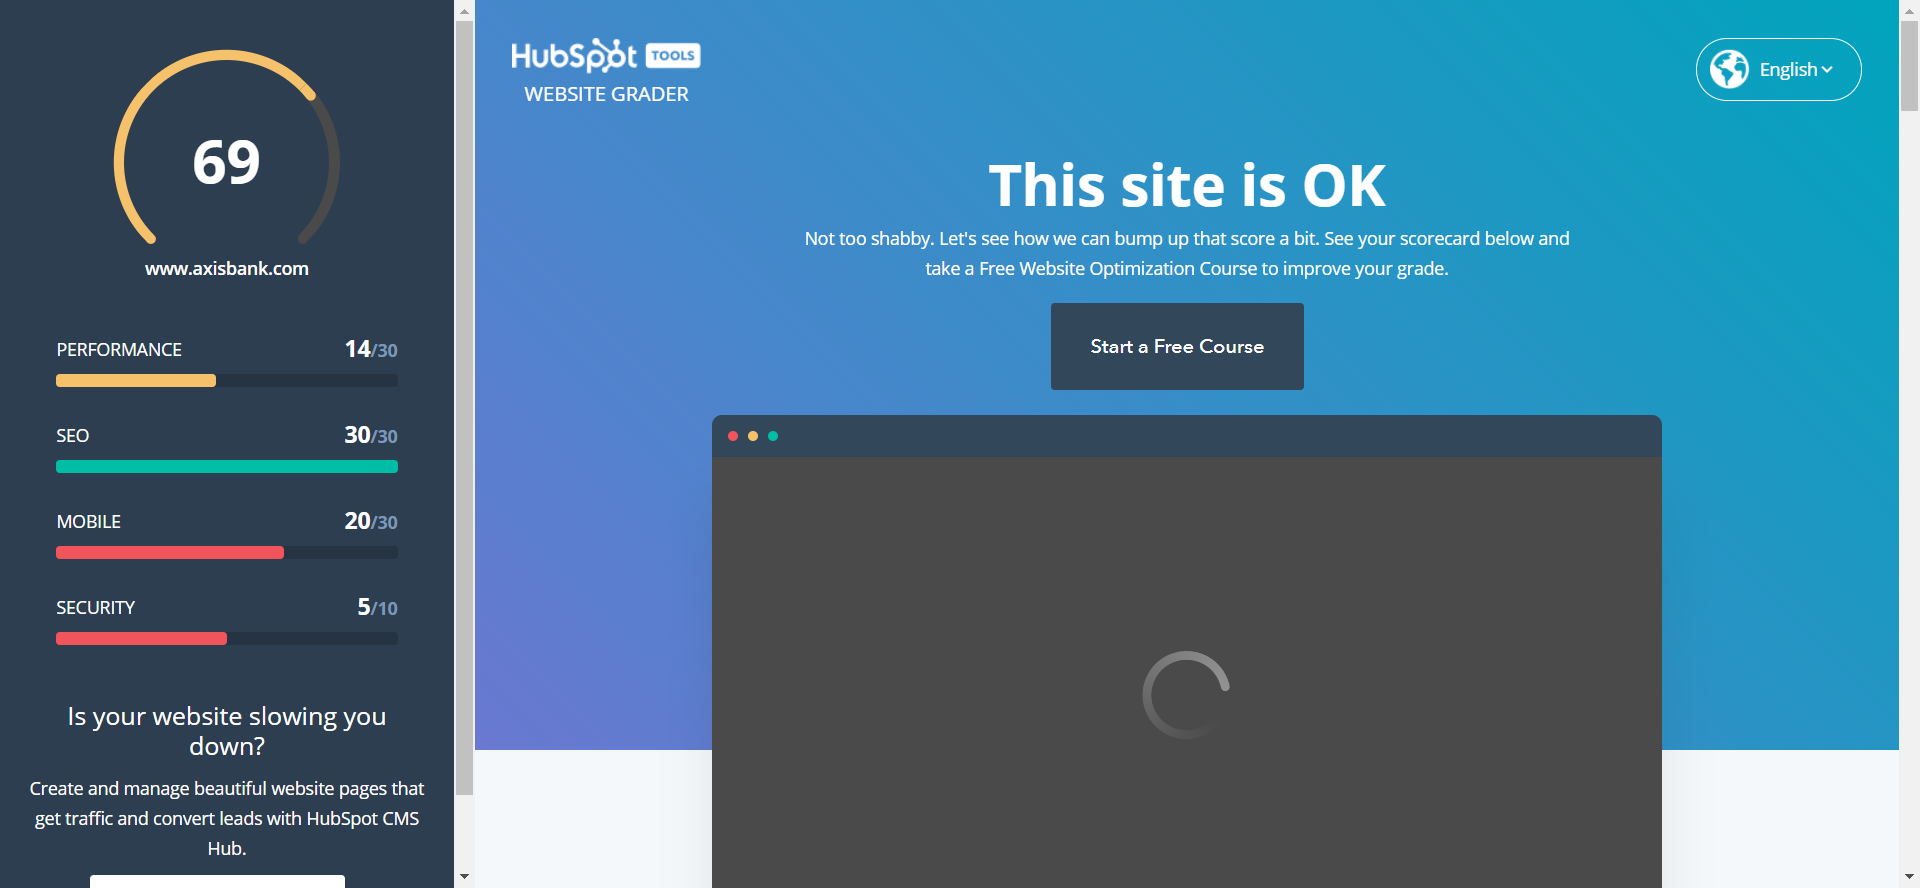 69
www.axisbank.com
PERFORMANCE 14/30
SEO 30/30
MOBILE 20/30
SECURITY 5/10
Is your website slowing you
down?
Create and manage beautiful website pages that
get traffic and convert leads with HubSpot CMS
Hub.
HubSpot TOOLS
WEBSITE GRADER
English
This site is OK
Not too shabby. Let's see how we can bump up that score a bit. See your scorecard below and
take a Free Website Optimization Course to improve your grade.
Start a Free Course